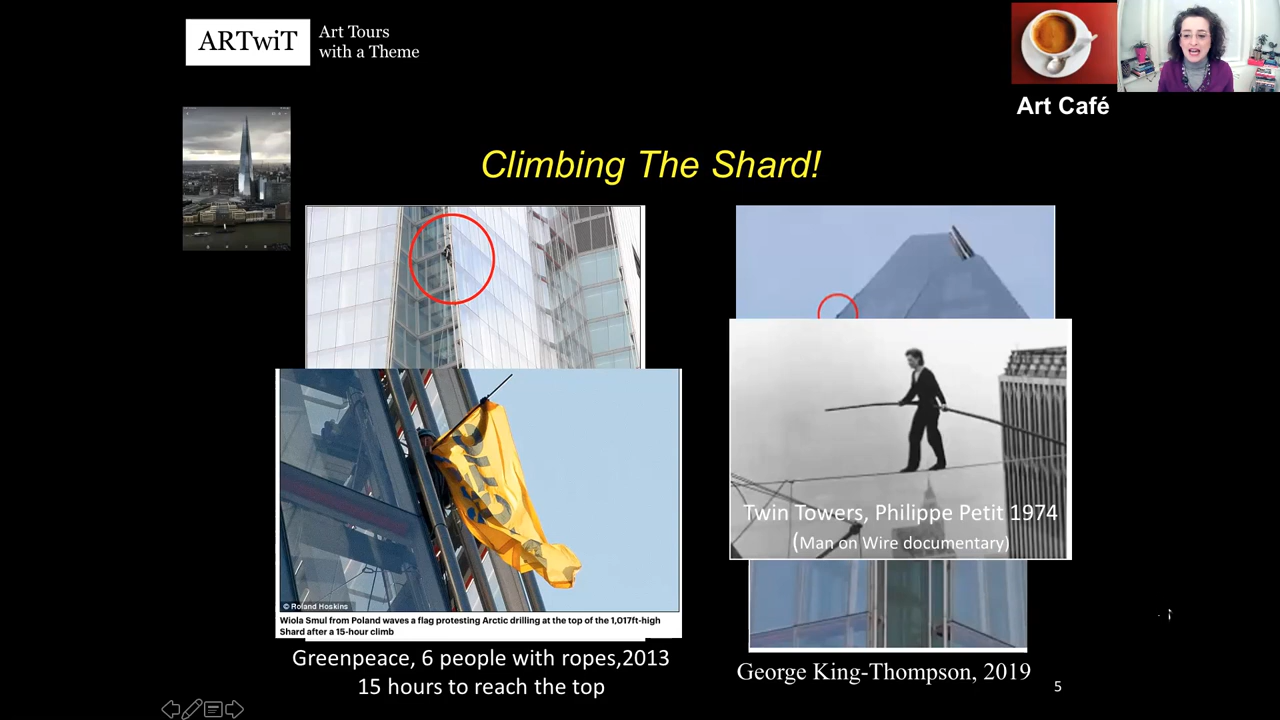 ARTwiT
Art Tours
with a Theme
Art Café
Climbing The Shard!
Twin Towers, Philippe Petit 1974
(Man on Wire documentary)
© Roland Hoskins
Wiola Smul from Poland waves a flag protesting Arctic drilling at the top of the 1,017ft-high
Shard after a 15-hour climb
Greenpeace, 6 people with ropes,2013
15 hours to reach the top
George King-Thompson, 2019
5